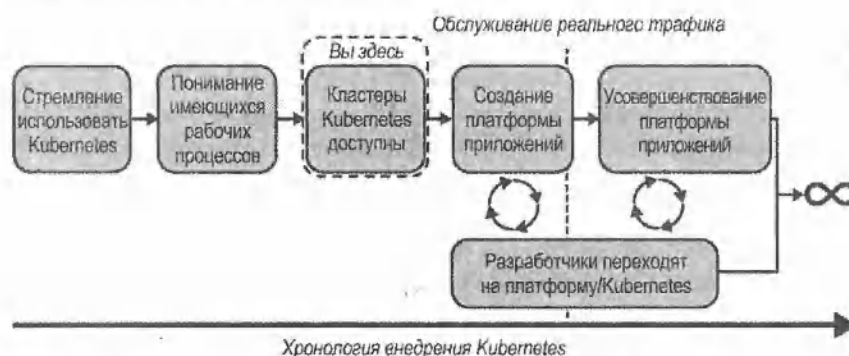 Обслуживание реального трафика
Вы здесь
Стремление
использовать
Kubernetes
Понимание
имеющихся
рабочих
процессов
Кластеры
Kubernetes
доступны
Создание
платформы
приложений
Усовершенствование
платформы
приложений
Разработчики переходят
на платформу/Kubernetes
Хронология внедрения Kubernetes